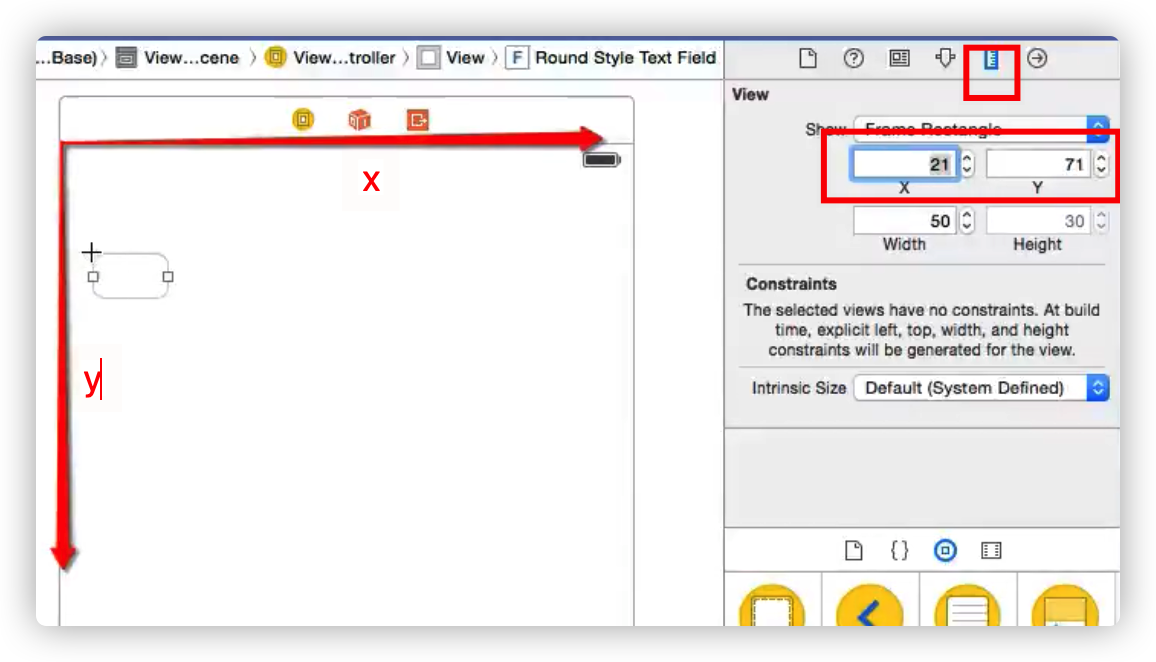 ...Base) 〉 View...cene 〉 View...troller 〉 View 〉 F Round Style Text Field
View
Show Frame Rectangle
21 71
X Y
50 30
Width Height
x
y
Constraints
The selected views have no constraints. At build
time, explicit left, top, width, and height
constraints will be generated for the view.
Intrinsic Size Default (System Defined)
{ }